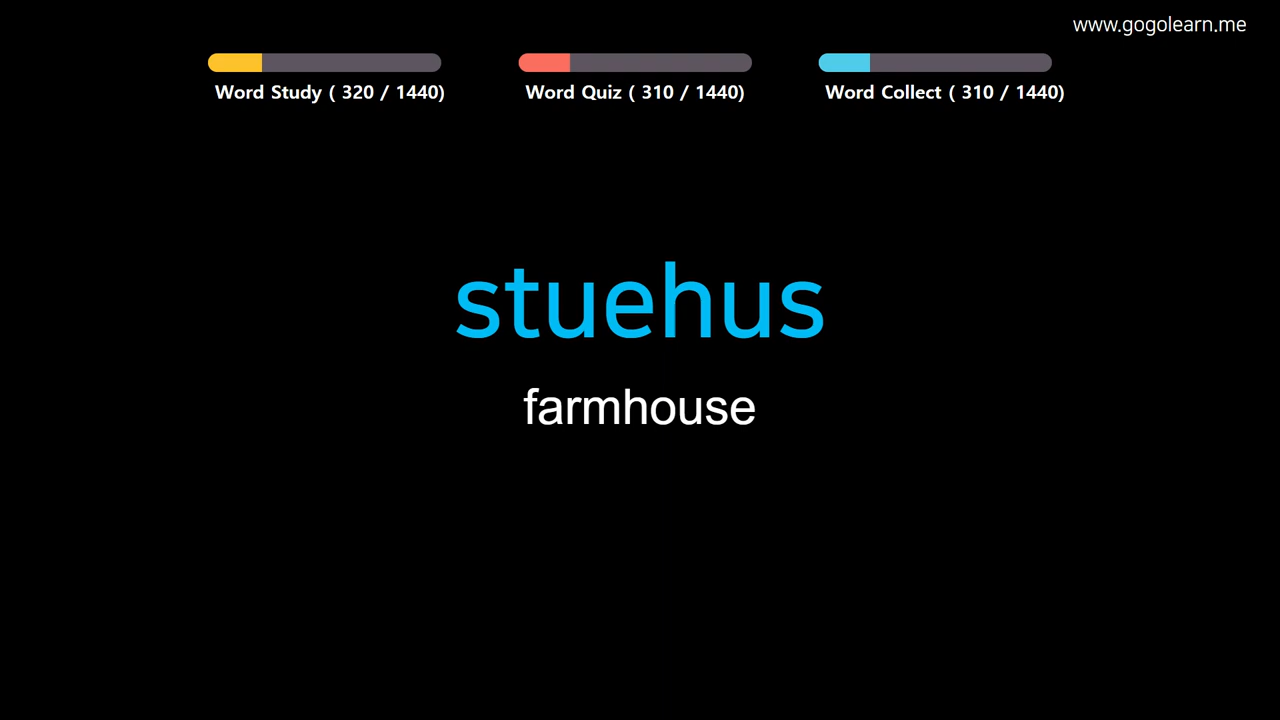 www.gogolearn.me
Word Study ( 320 / 1440)
Word Quiz ( 310 / 1440)
Word Collect ( 310 / 1440)
stuehus
farmhouse